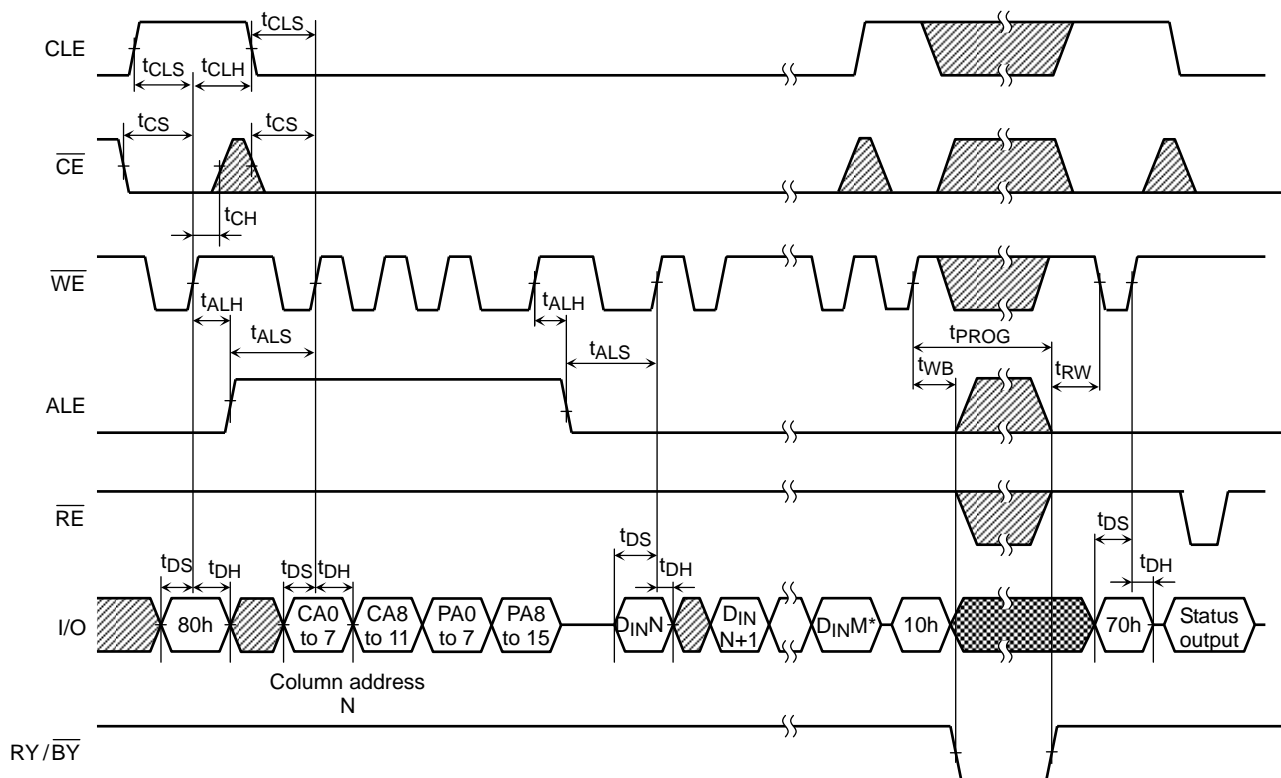 tCLS
CLE
tCLS tCLH
tCS tCS
CE
tCH
WE
tALH tALH
tALS tALS
tPROG
tWB tRW
ALE
RE
tDS tDS
tDS tDH tDS tDH tDH tDH
I/O
80h
CA0
to 7
CA8
to 11
PA0
to 7
PA8
to 15
DINN
DIN
N+1
DINM*
10h
70h
Status
output
Column address
N
RY/BY